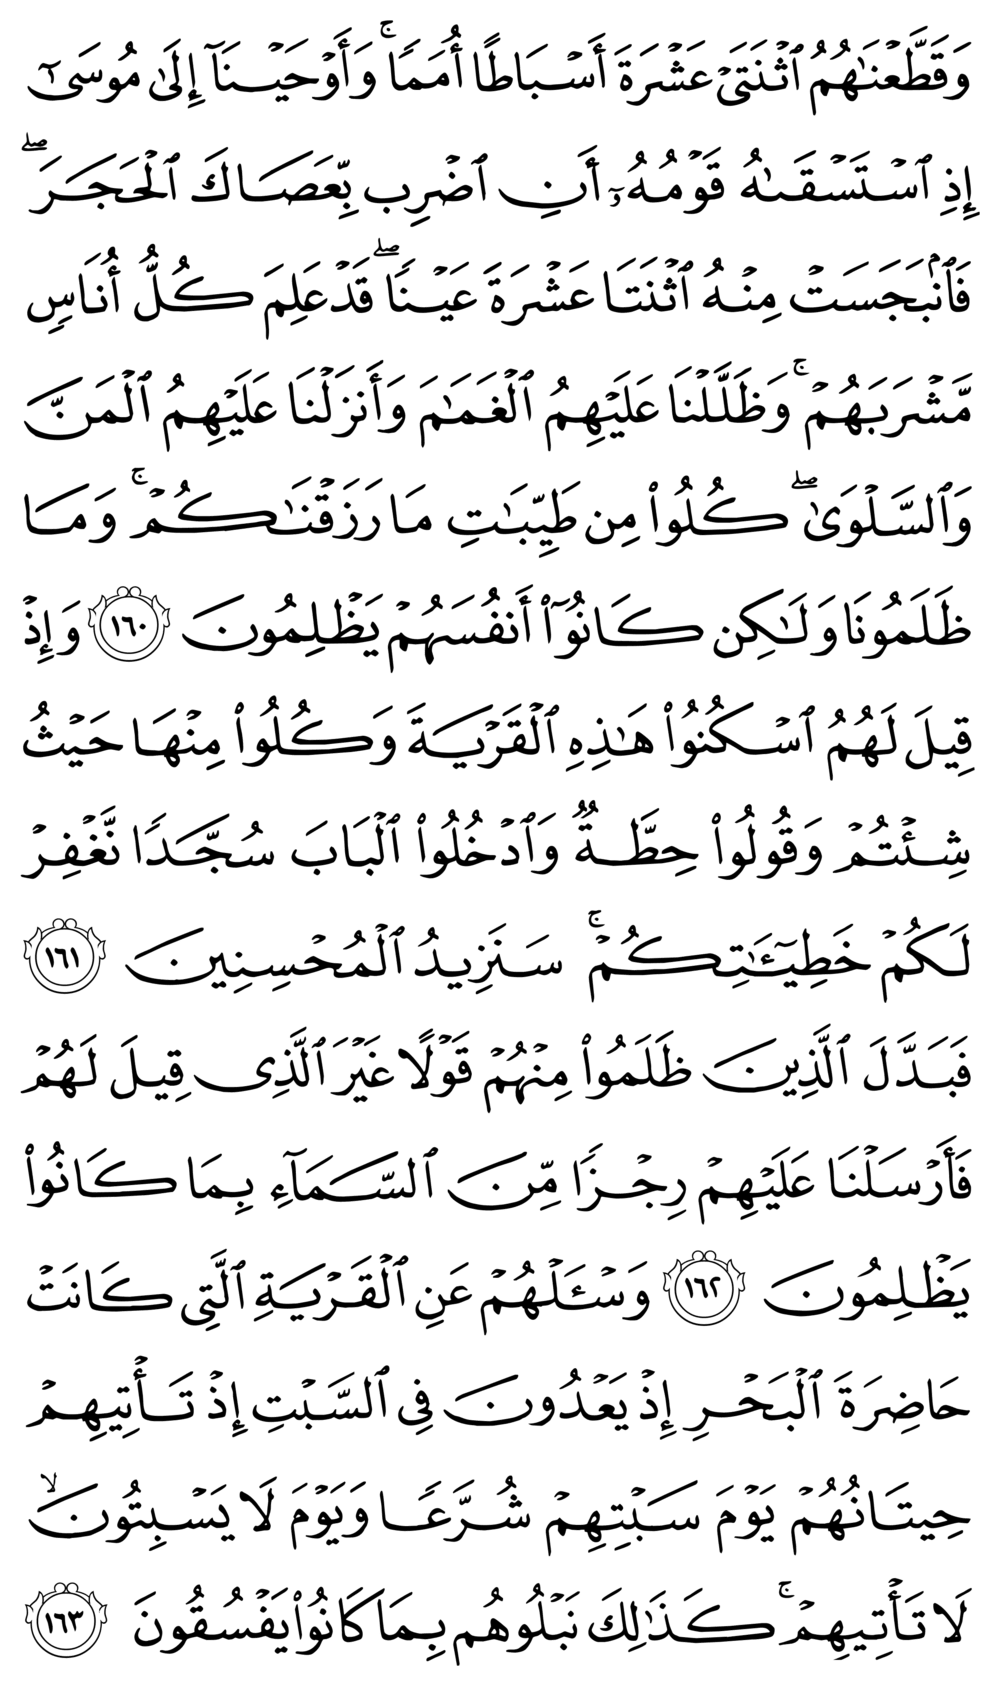 وَقَطَّعۡنَٰهُمُ ٱثۡنَتَيۡ عَشۡرَةَ أَسۡبَاطًا أُمَمٗاۚ وَأَوۡحَيۡنَآ إِلَىٰ مُوسَىٰٓ
إِذِ ٱسۡتَسۡقَىٰهُ قَوۡمُهُۥٓ أَنِ ٱضۡرِب بِّعَصَاكَ ٱلۡحَجَرَۖ
فَٱنۢبَجَسَتۡ مِنۡهُ ٱثۡنَتَا عَشۡرَةَ عَيۡنٗاۖ قَدۡ عَلِمَ كُلُّ أُنَاسٖ
مَّشۡرَبَهُمۡۚ وَظَلَّلۡنَا عَلَيۡهِمُ ٱلۡغَمَٰمَ وَأَنزَلۡنَا عَلَيۡهِمُ ٱلۡمَنَّ
وَٱلسَّلۡوَىٰۖ كُلُواْ مِن طَيِّبَٰتِ مَا رَزَقۡنَٰكُمۡۚ وَمَا
ظَلَمُونَا وَلَٰكِن كَانُوٓاْ أَنفُسَهُمۡ يَظۡلِمُونَ ١٦٠ وَإِذۡ
قِيلَ لَهُمُ ٱسۡكُنُواْ هَٰذِهِ ٱلۡقَرۡيَةَ وَكُلُواْ مِنۡهَا حَيۡثُ
شِئۡتُمۡ وَقُولُواْ حِطَّةٞ وَٱدۡخُلُواْ ٱلۡبَابَ سُجَّدٗا نَّغۡفِرۡ
لَكُمۡ خَطِيٓـَٰٔتِكُمۡۚ سَنَزِيدُ ٱلۡمُحۡسِنِينَ ١٦١
فَبَدَّلَ ٱلَّذِينَ ظَلَمُواْ مِنۡهُمۡ قَوۡلًا غَيۡرَ ٱلَّذِي قِيلَ لَهُمۡ
فَأَرۡسَلۡنَا عَلَيۡهِمۡ رِجۡزٗا مِّنَ ٱلسَّمَآءِ بِمَا كَانُواْ
يَظۡلِمُونَ ١٦٢ وَسۡـَٔلۡهُمۡ عَنِ ٱلۡقَرۡيَةِ ٱلَّتِي كَانَتۡ
حَاضِرَةَ ٱلۡبَحۡرِ إِذۡ يَعۡدُونَ فِي ٱلسَّبۡتِ إِذۡ تَأۡتِيهِمۡ
حِيتَانُهُمۡ يَوۡمَ سَبۡتِهِمۡ شُرَّعٗا وَيَوۡمَ لَا يَسۡبِتُونَۙ
لَا تَأۡتِيهِمۡۚ كَذَٰلِكَ نَبۡلُوهُم بِمَا كَانُواْ يَفۡسُقُونَ ١٦٣